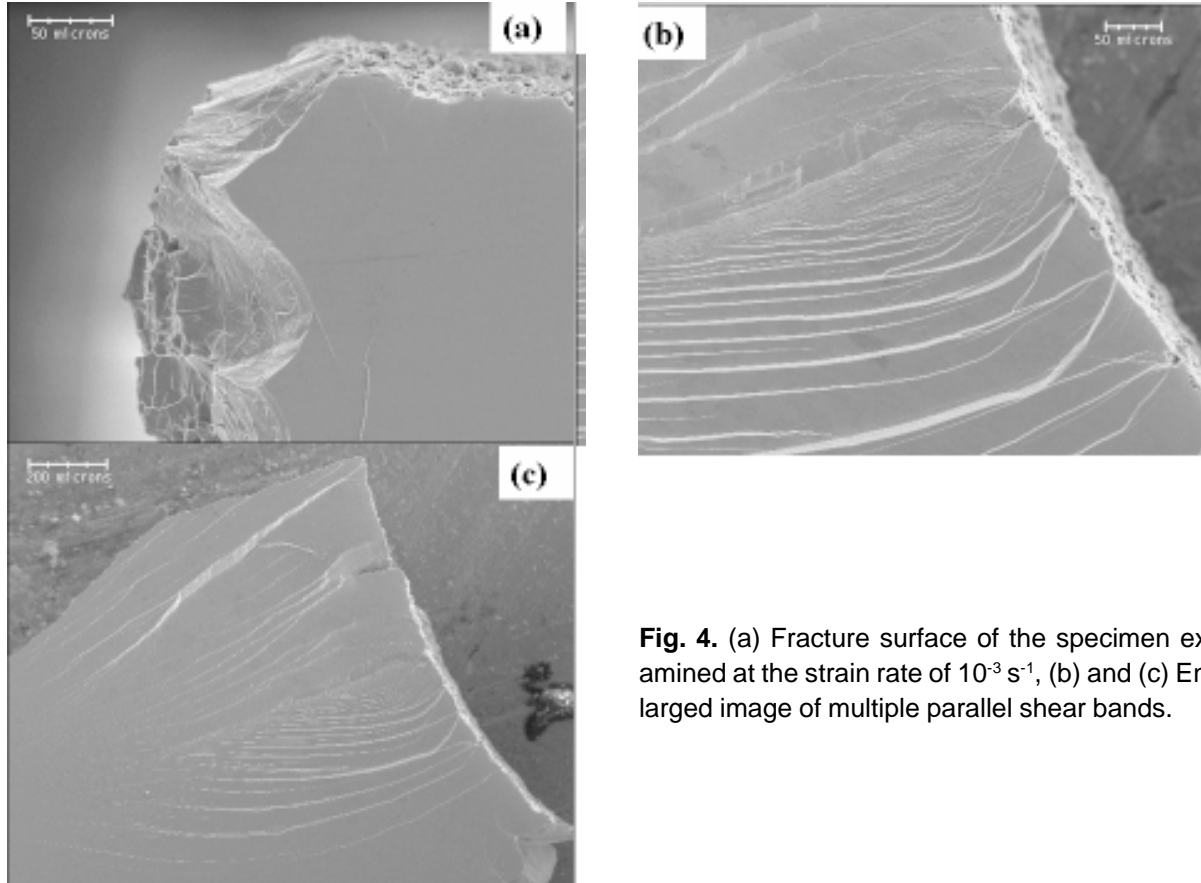 50 microns
(a)
(b)
50 microns
200 microns
(c)
Fig. 4. (a) Fracture surface of the specimen ex
amined at the strain rate of 10⁻³ s⁻¹, (b) and (c) En
larged image of multiple parallel shear bands.